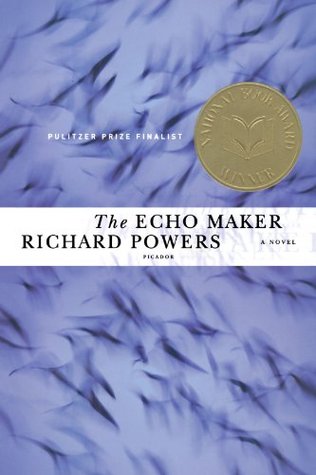 PULITZER PRIZE FINALIST
NATIONAL BOOK AWARD
WINNER
The ECHO MAKER
RICHARD POWERS
A NOVEL
PICADOR